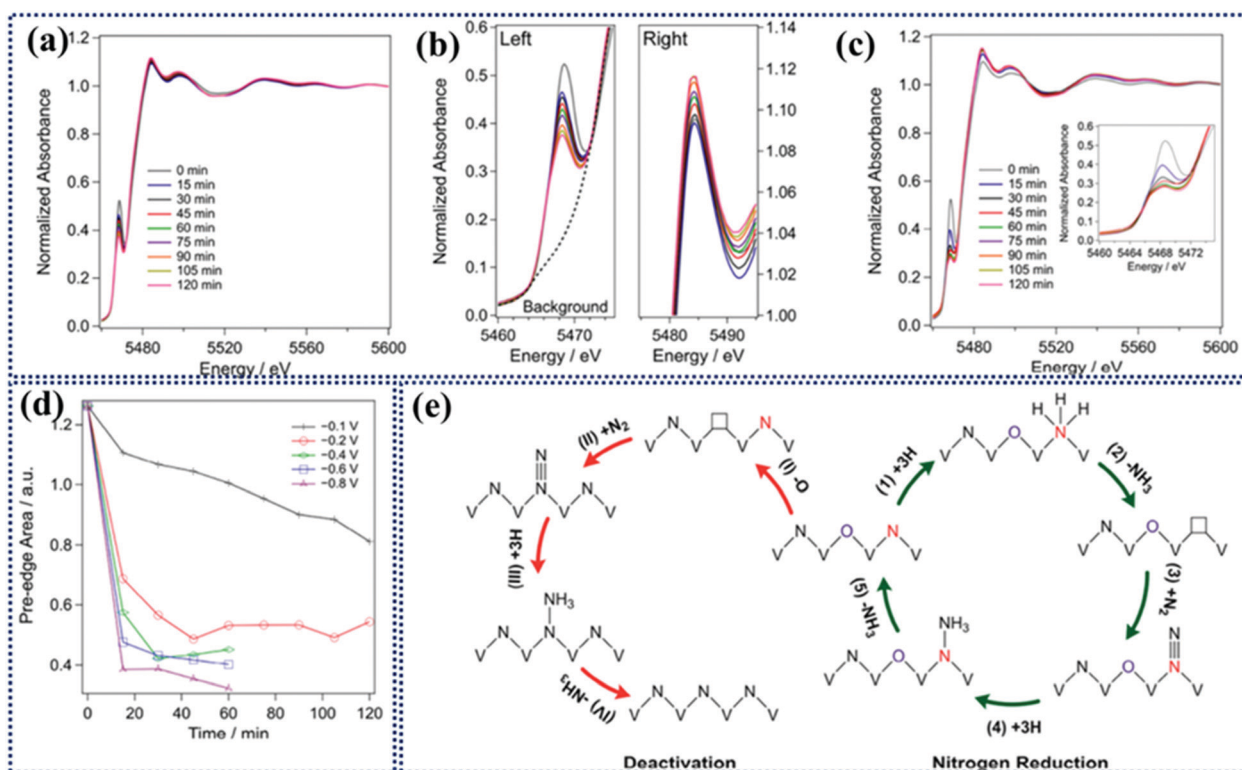 (a)
Normalized Absorbance
1.2
1.0
0.8
0.6
0.4
0.2
0.0
0 min
15 min
30 min
45 min
60 min
75 min
90 min
105 min
120 min
5480 5520 5560 5600
Energy / eV
(b)
Left
Normalized Absorbance
0.6
0.5
0.4
0.3
0.2
0.1
0.0
Background
5460 5470
Energy / eV
Right
1.14
1.12
1.10
1.08
1.06
1.04
1.02
1.00
5480 5490
Energy / eV
(c)
Normalized Absorbance
1.2
1.0
0.8
0.6
0.4
0.2
0.0
0 min
15 min
30 min
45 min
60 min
75 min
90 min
105 min
120 min
Normalized Absorbance
0.6
0.5
0.4
0.3
0.2
0.1
0.0
5460 5464 5468 5472
Energy / eV
5480 5520 5560 5600
Energy / eV
(d)
Pre-edge Area / a.u.
1.2
1.0
0.8
0.6
0.4
−0.1 V
−0.2 V
−0.4 V
−0.6 V
−0.8 V
0 20 40 60 80 100 120
Time / min
(e)
N N
V V V V
(II) +N₂
(I) -O
N
N N N
V V V V
(III) +3H
NH₃
N N N
V V V V
(IV) -NH₃
N N N
V V V V
Deactivation
N O N
V V V V
(1) +3H
H H H
N O N
V V V V
(2) -NH₃
N O
V V V V
(3) +N₂
N
N O N
V V V V
(4) +3H
NH₃
N O N
V V V V
(5) -NH₃
Nitrogen Reduction